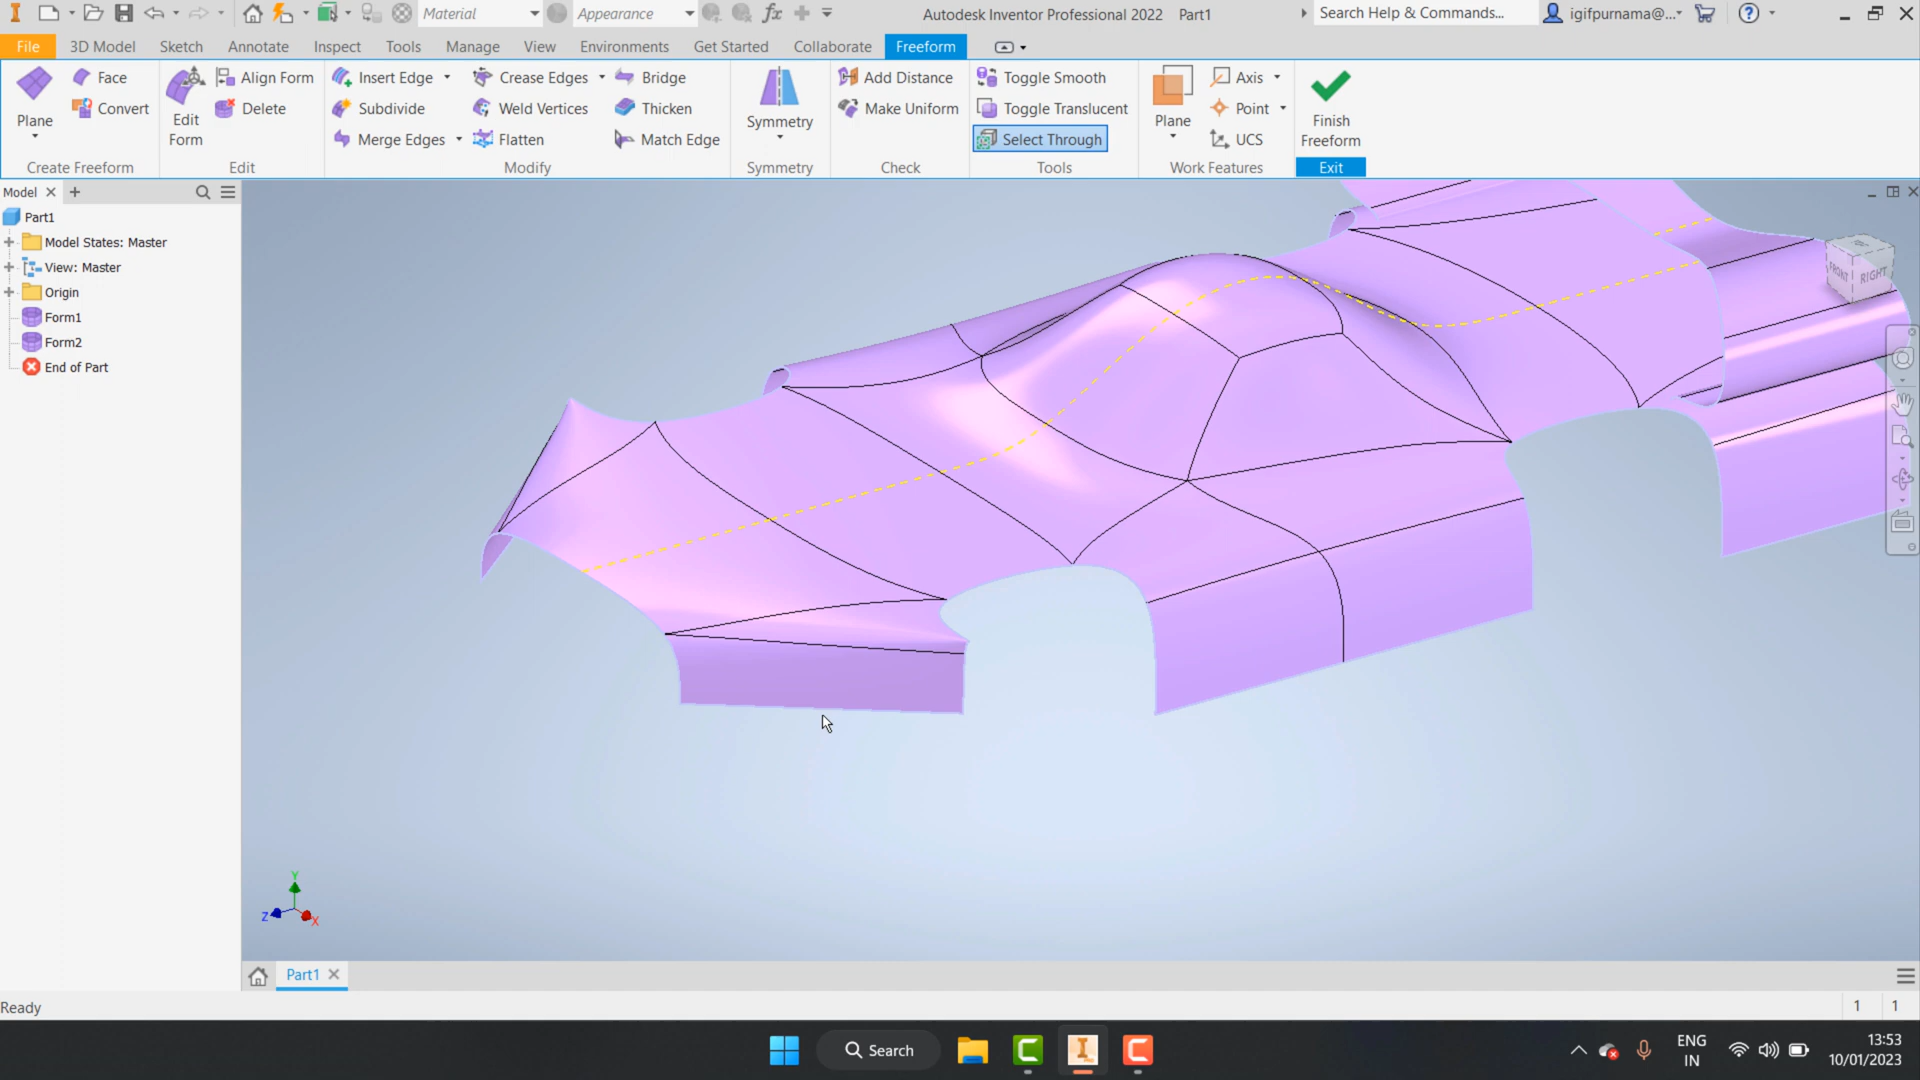 Material
Appearance
fx
Autodesk Inventor Professional 2022 Part1
Search Help & Commands...
igifpurnama@...
File
3D Model
Sketch
Annotate
Inspect
Tools
Manage
View
Environments
Get Started
Collaborate
Freeform
Plane
Face
Convert
Create Freeform
Edit
Form
Align Form
Delete
Edit
Insert Edge
Subdivide
Merge Edges
Crease Edges
Weld Vertices
Flatten
Bridge
Thicken
Match Edge
Modify
Symmetry
Symmetry
Add Distance
Make Uniform
Check
Toggle Smooth
Toggle Translucent
Select Through
Tools
Plane
Axis
Point
UCS
Work Features
Finish
Freeform
Exit
Model
Part1
Model States: Master
View: Master
Origin
Form1
Form2
End of Part
FRONT
RIGHT
Y
Z
X
Part1
Ready
1
1
Search
ENG
IN
13:53
10/01/2023